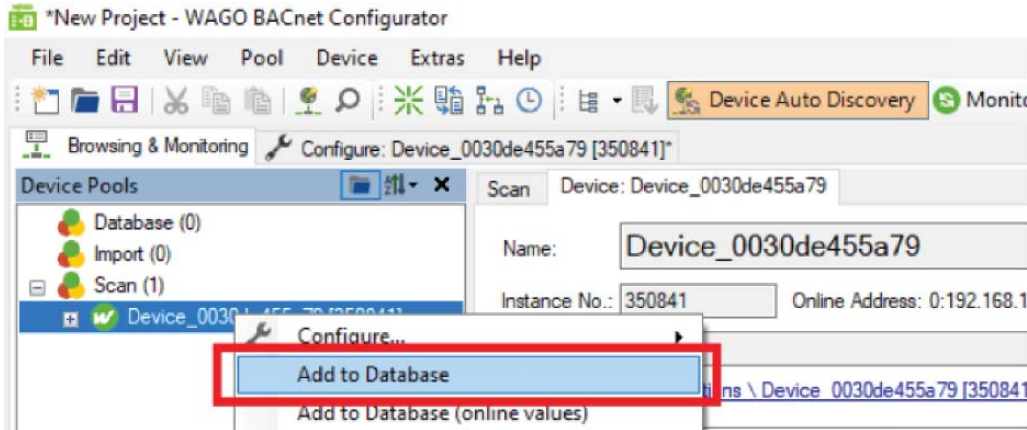 *New Project - WAGO BACnet Configurator
File Edit View Pool Device Extras Help
Device Auto Discovery
Browsing & Monitoring Configure: Device_0030de455a79 [350841]*
Device Pools
Scan Device: Device_0030de455a79
Database (0)
Import (0)
Scan (1)
Name: Device_0030de455a79
Instance No.: 350841 Online Address: 0:192.168.1
Configure...
Add to Database
\ Device_0030de455a79 [350841
Add to Database (online values)